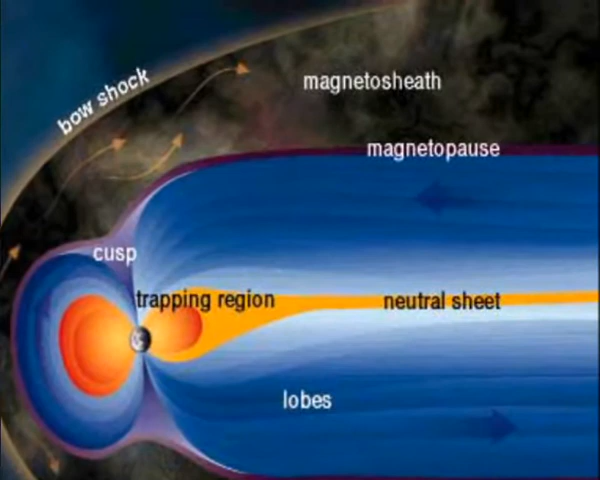 bow shock
magnetosheath
magnetopause
cusp
trapping region
neutral sheet
lobes